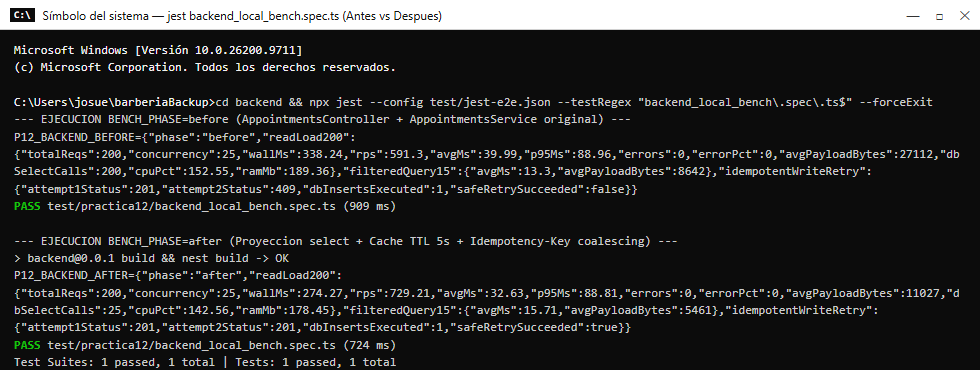 C:\ Símbolo del sistema — jest backend_local_bench.spec.ts (Antes vs Despues)
Microsoft Windows [Versión 10.0.26200.9711]
(c) Microsoft Corporation. Todos los derechos reservados.
C:\Users\josue\barberiaBackup>cd backend && npx jest --config test/jest-e2e.json --testRegex "backend_local_bench\.spec\.ts$" --forceExit
--- EJECUCION BENCH_PHASE=before (AppointmentsController + AppointmentsService original) ---
P12_BACKEND_BEFORE={"phase":"before","readLoad200":
{"totalReqs":200,"concurrency":25,"wallMs":338.24,"rps":591.3,"avgMs":39.99,"p95Ms":88.96,"errors":0,"errorPct":0,"avgPayloadBytes":27112,"db
SelectCalls":200,"cpuPct":152.55,"ramMb":189.36},"filteredQuery15":{"avgMs":13.3,"avgPayloadBytes":8642},"idempotentWriteRetry":
{"attempt1Status":201,"attempt2Status":409,"dbInsertsExecuted":1,"safeRetrySucceeded":false}}
PASS test/practica12/backend_local_bench.spec.ts (909 ms)
--- EJECUCION BENCH_PHASE=after (Proyeccion select + Cache TTL 5s + Idempotency-Key coalescing) ---
> backend@0.0.1 build && nest build -> OK
P12_BACKEND_AFTER={"phase":"after","readLoad200":
{"totalReqs":200,"concurrency":25,"wallMs":274.27,"rps":729.21,"avgMs":32.63,"p95Ms":88.81,"errors":0,"errorPct":0,"avgPayloadBytes":11027,"d
bSelectCalls":25,"cpuPct":142.56,"ramMb":178.45},"filteredQuery15":{"avgMs":15.71,"avgPayloadBytes":5461},"idempotentWriteRetry":
{"attempt1Status":201,"attempt2Status":201,"dbInsertsExecuted":1,"safeRetrySucceeded":true}}
PASS test/practica12/backend_local_bench.spec.ts (724 ms)
Test Suites: 1 passed, 1 total | Tests: 1 passed, 1 total